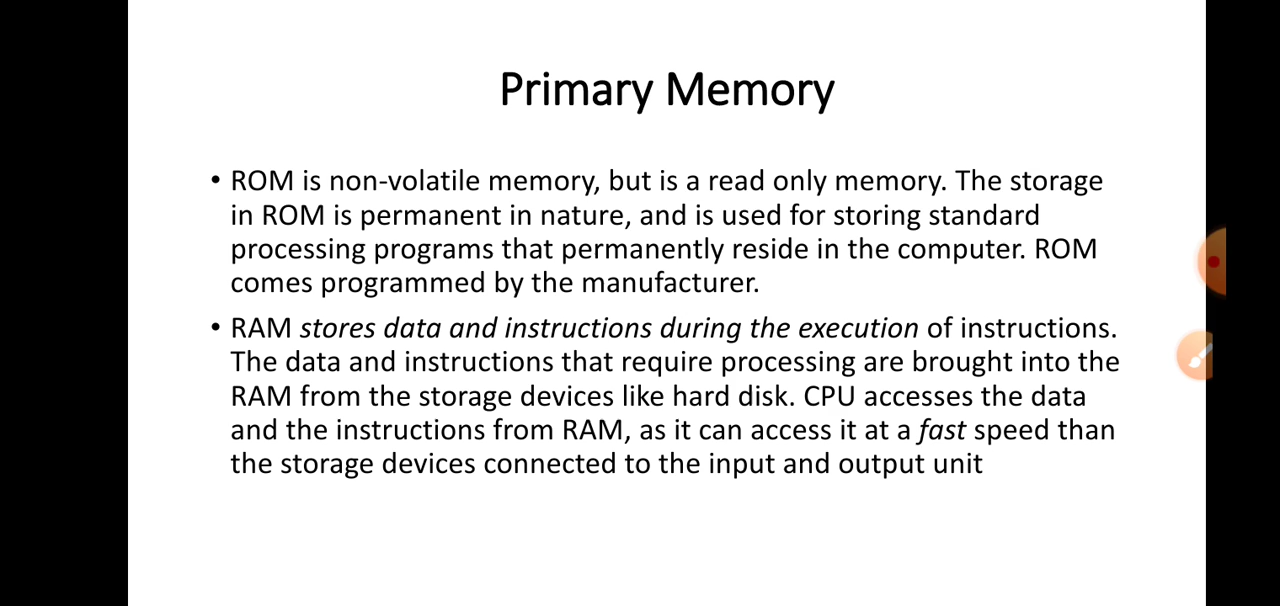 Primary Memory
• ROM is non-volatile memory, but is a read only memory. The storage
in ROM is permanent in nature, and is used for storing standard
processing programs that permanently reside in the computer. ROM
comes programmed by the manufacturer.
• RAM stores data and instructions during the execution of instructions.
The data and instructions that require processing are brought into the
RAM from the storage devices like hard disk. CPU accesses the data
and the instructions from RAM, as it can access it at a fast speed than
the storage devices connected to the input and output unit